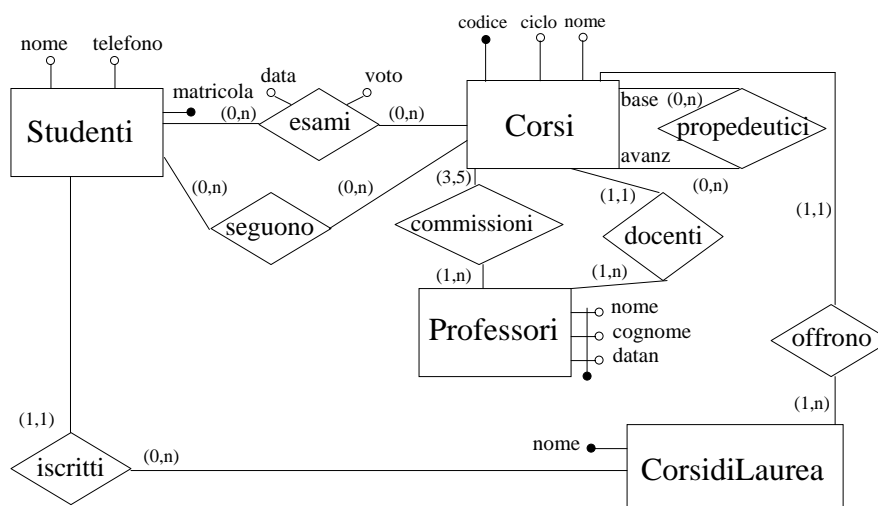 codice ciclo nome
nome telefono
matricola
data voto
(0,n) (0,n)
Studenti
esami
Corsi
base (0,n)
propedeutici
avanz
(0,n) (0,n) (3,5) (1,1) (0,n)
(1,1)
seguono
commissioni
docenti
(1,n) (1,n)
nome
Professori
cognome
datan
offrono
(1,1)
(1,n)
iscritti
(0,n)
nome
CorsidiLaurea